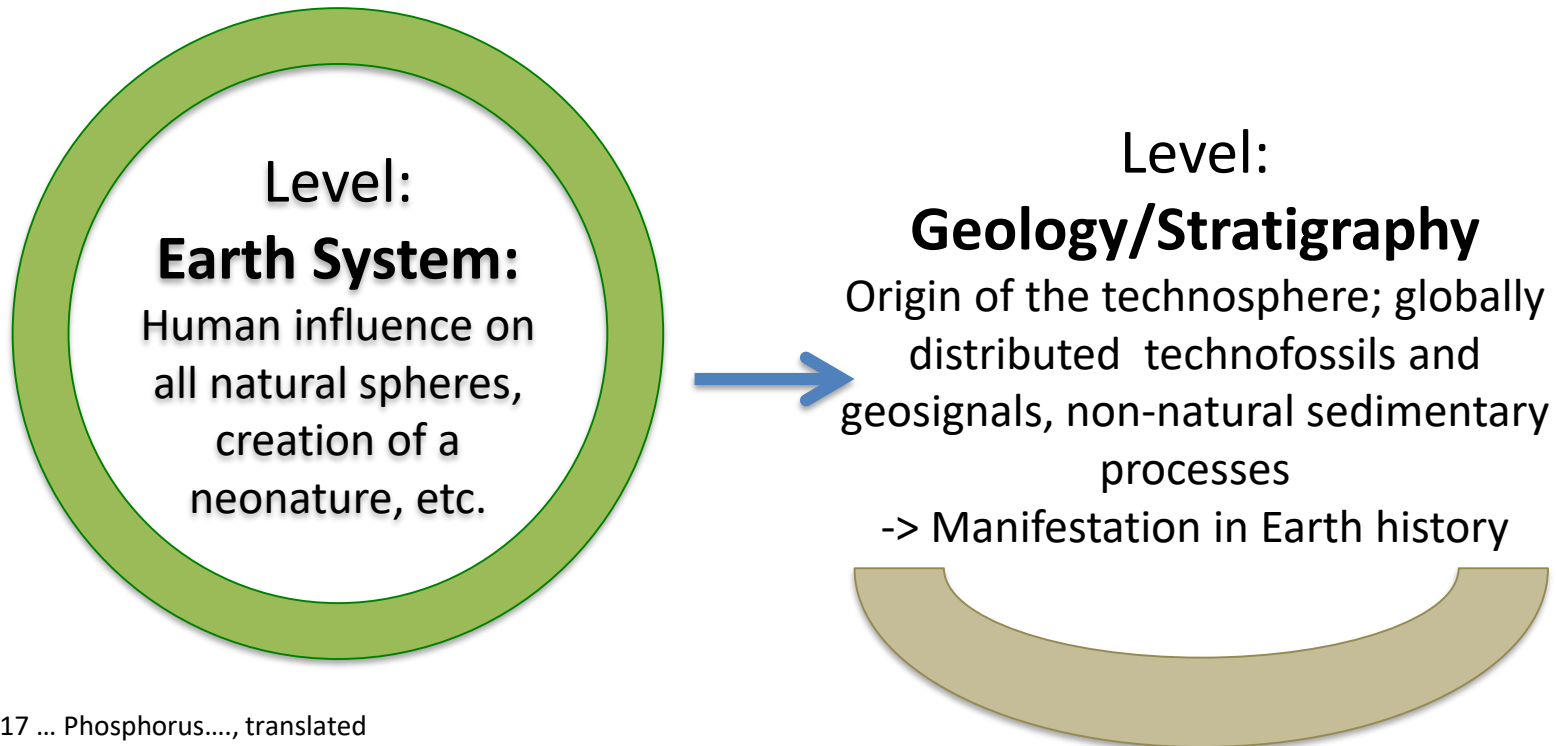 Level:
Earth System:
Human influence on
all natural spheres,
creation of a
neonature, etc.
Level:
Geology/Stratigraphy
Origin of the technosphere; globally
distributed technofossils and
geosignals, non-natural sedimentary
processes
-> Manifestation in Earth history
17 ... Phosphorus...., translated